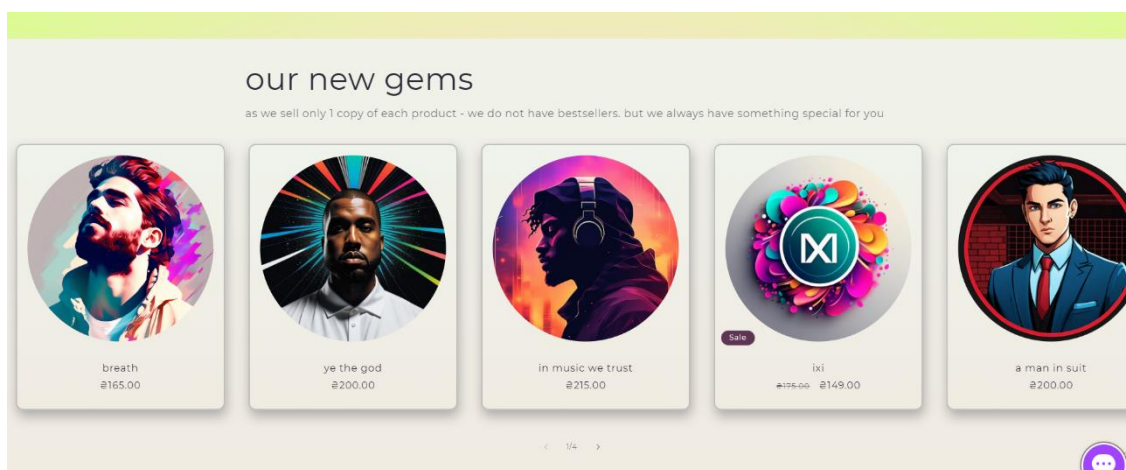 our new gems
as we sell only 1 copy of each product - we do not have bestsellers. but we always have something special for you
IXI
Sale
breath
₴165.00
ye the god
₴200.00
in music we trust
₴215.00
ixi
₴175.00 ₴149.00
a man in suit
₴200.00
1/4